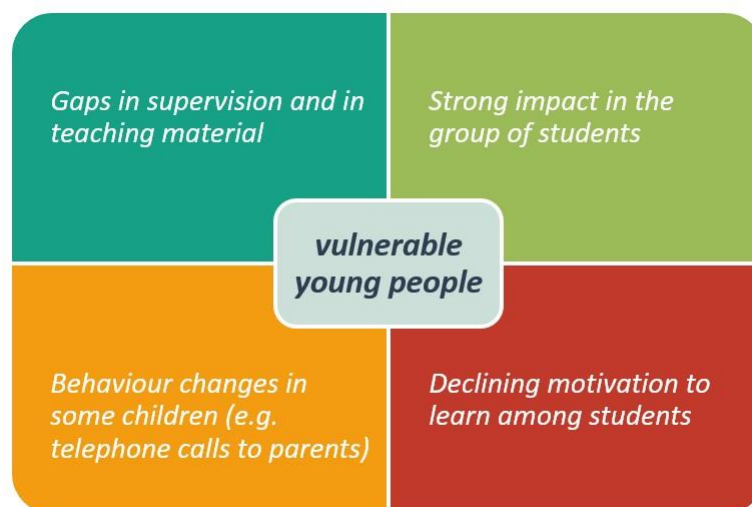 Gaps in supervision and in
teaching material
Strong impact in the
group of students
vulnerable
young people
Behaviour changes in
some children (e.g.
telephone calls to parents)
Declining motivation to
learn among students